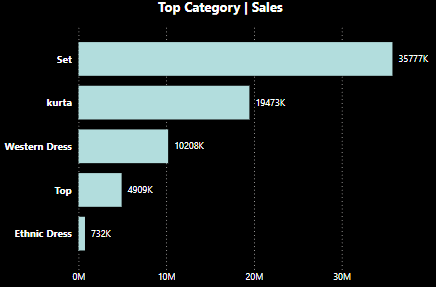 Top Category | Sales
Set 35777K
kurta 19473K
Western Dress 10208K
Top 4909K
Ethnic Dress 732K
0M 10M 20M 30M